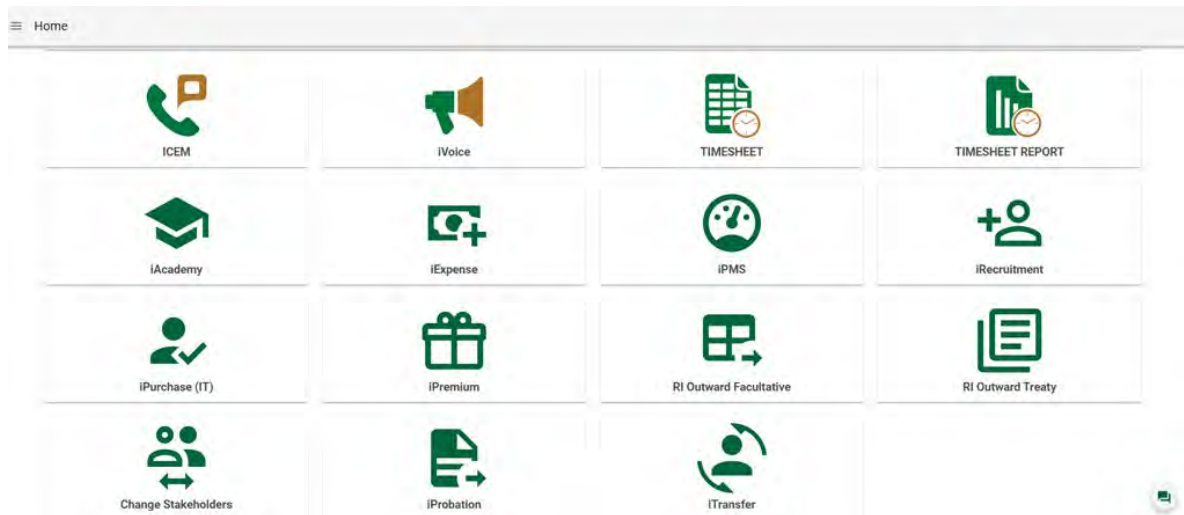 Home
ICEM
iVoice
TIMESHEET
TIMESHEET REPORT
iAcademy
iExpense
iPMS
iRecruitment
iPurchase (IT)
iPremium
RI Outward Facultative
RI Outward Treaty
Change Stakeholders
iProbation
iTransfer